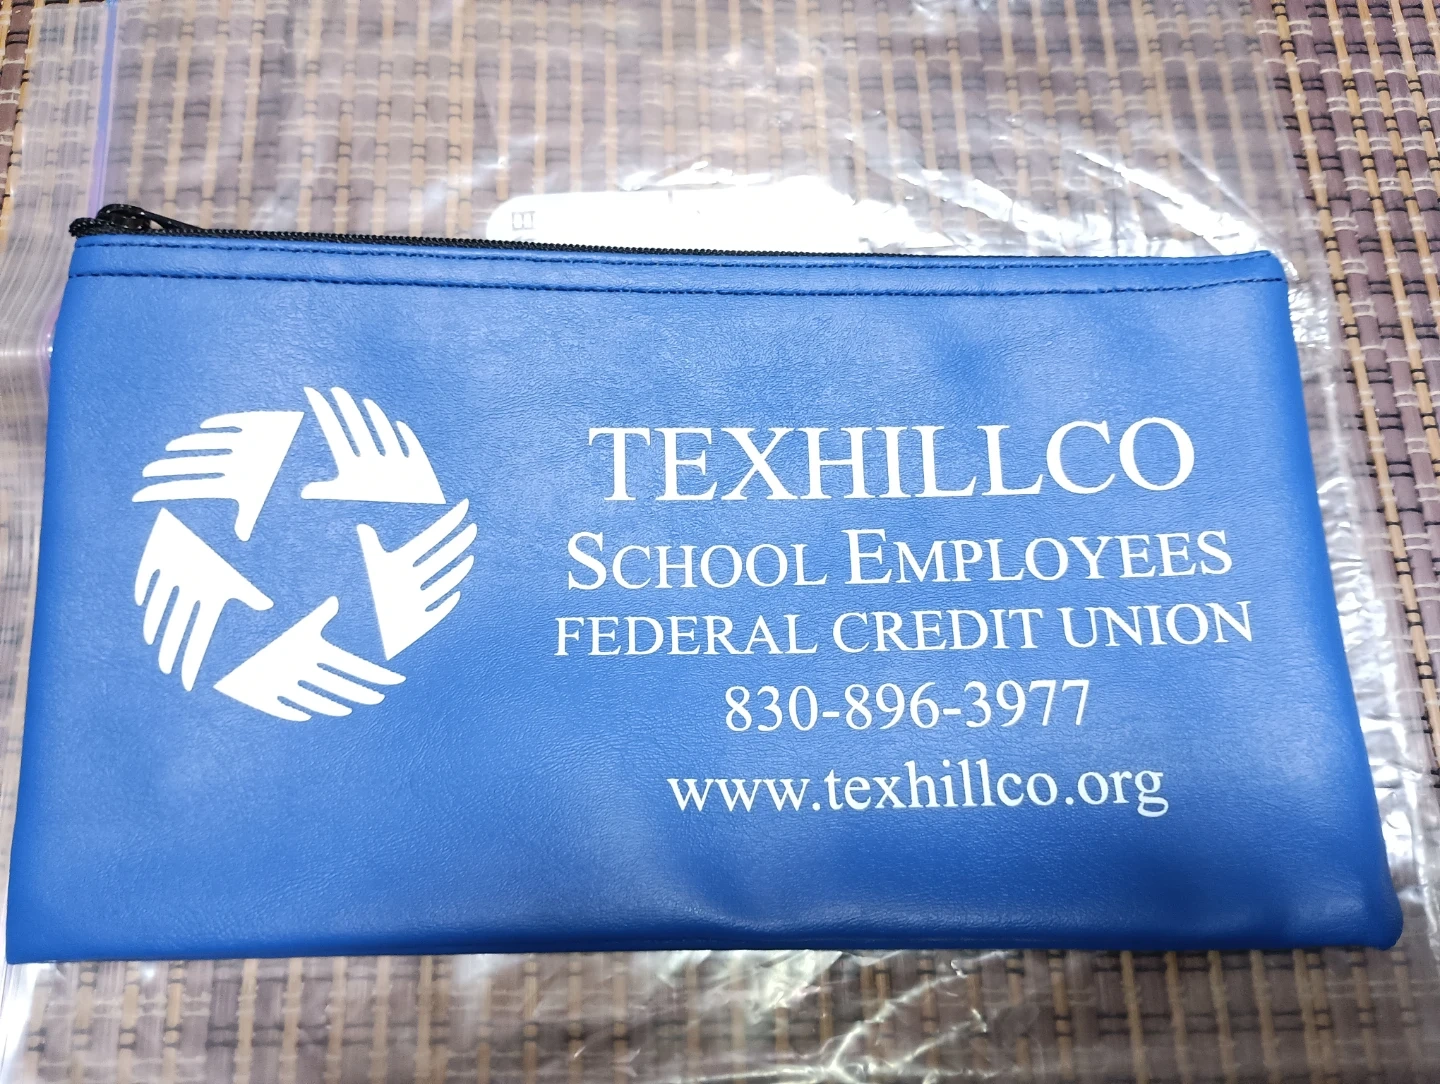 TEXHILLCO
SCHOOL EMPLOYEES
FEDERAL CREDIT UNION
830-896-3977
www.texhillco.org